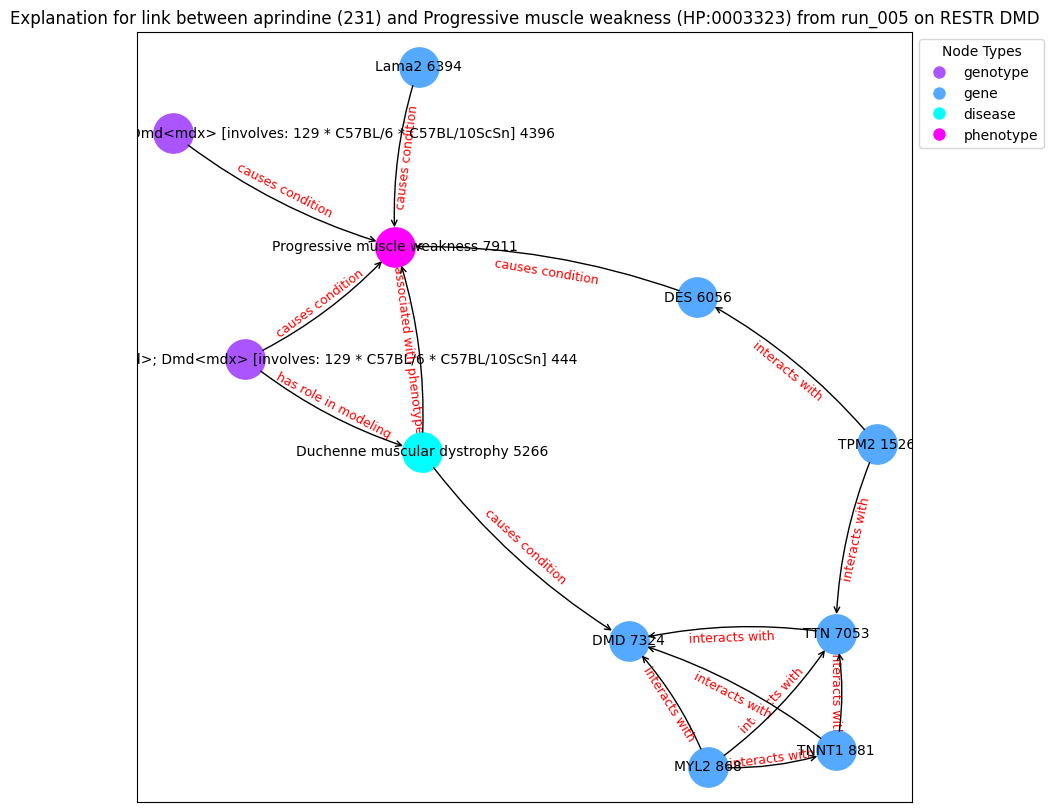 Explanation for link between aprindine (231) and Progressive muscle weakness (HP:0003323) from run_005 on RESTR DMD
Node Types
genotype
gene
disease
phenotype
Lama2 6394
Dmd<mdx> [involves: 129 * C57BL/6 * C57BL/10ScSn] 4396
causes condition
causes condition
Progressive muscle weakness 7911
causes condition
DES 6056
causes condition
associated with phenotype
>; Dmd<mdx> [involves: 129 * C57BL/6 * C57BL/10ScSn] 444
interacts with
has role in modeling
Duchenne muscular dystrophy 5266
TPM2 1526
causes condition
interacts with
DMD 7324
interacts with
TTN 7053
interacts with
interacts with
interacts with
interacts with
MYL2 868
interacts with
TNNT1 881